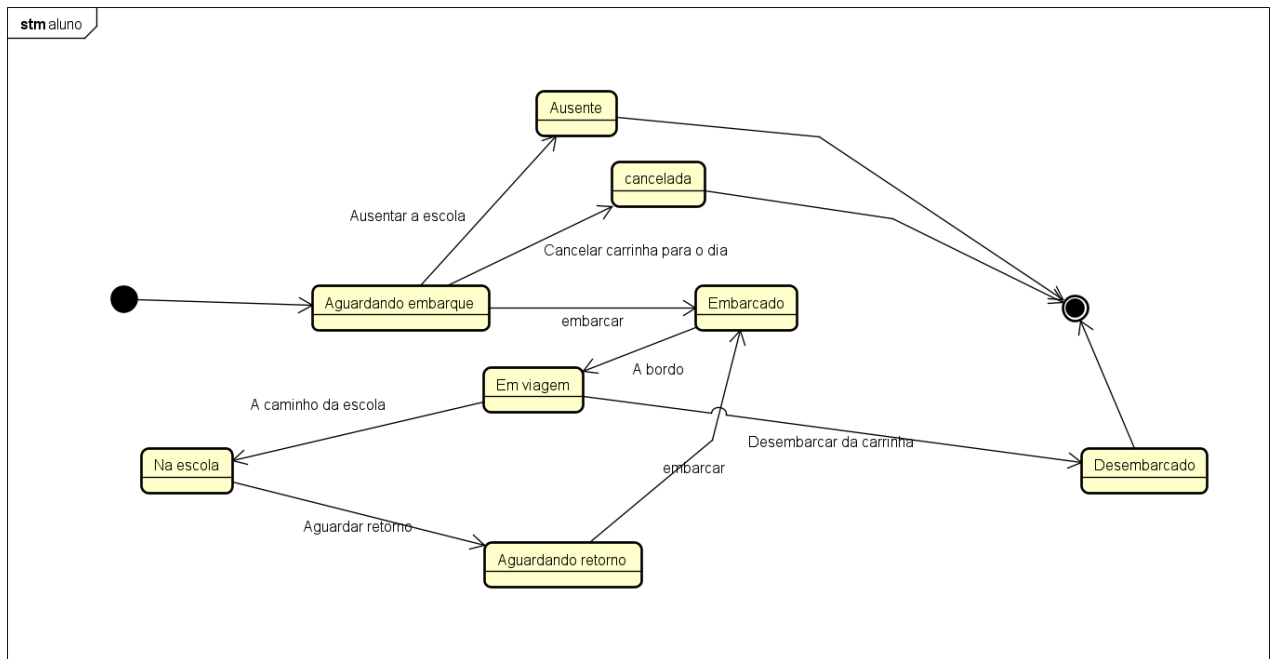 stm aluno
Ausente
cancelada
Ausentar a escola
Cancelar carrinha para o dia
Aguardando embarque
Embarcado
embarcar
A bordo
Em viagem
A caminho da escola
Desembarcar da carrinha
Na escola
embarcar
Desembarcado
Aguardar retorno
Aguardando retorno